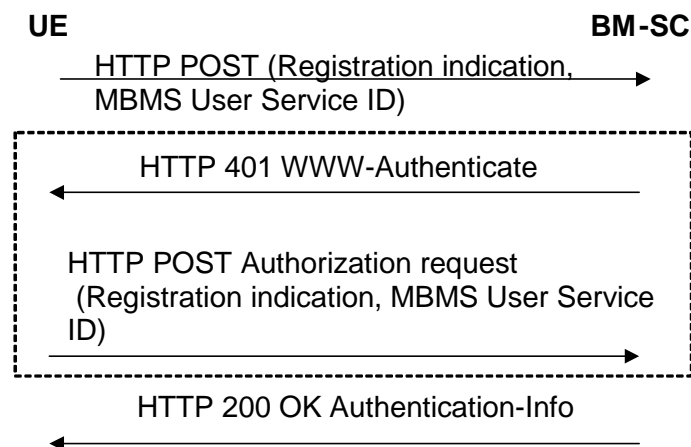 UE BM-SC
HTTP POST (Registration indication,
MBMS User Service ID)
HTTP 401 WWW-Authenticate
HTTP POST Authorization request
(Registration indication, MBMS User Service
ID)
HTTP 200 OK Authentication-Info